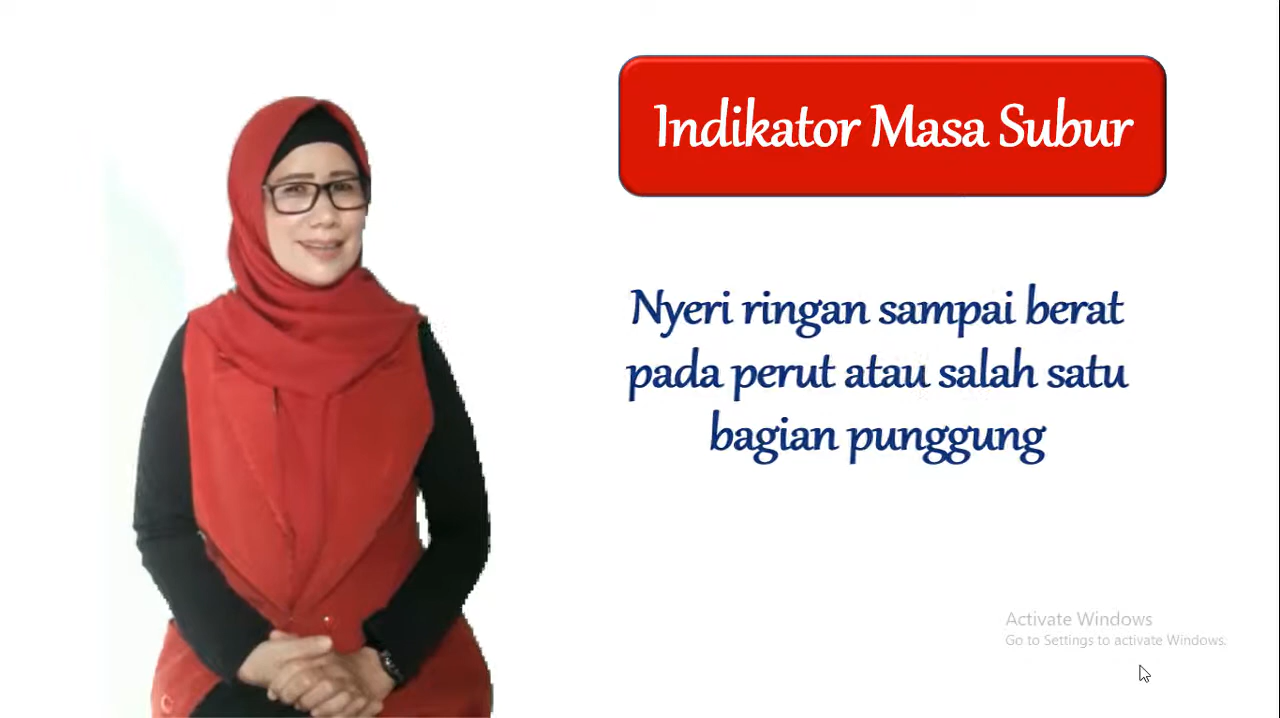 Indikator Masa Subur
Nyeri ringan sampai berat
pada perut atau salah satu
bagian punggung
Activate Windows
Go to Settings to activate Windows.